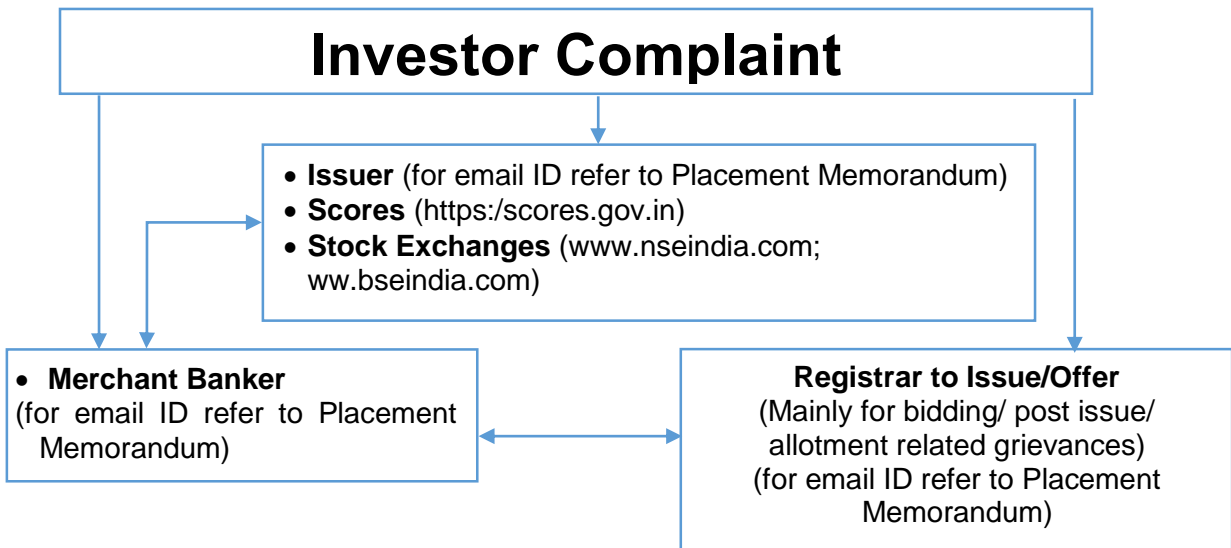 Investor Complaint
• Issuer (for email ID refer to Placement Memorandum)
• Scores (https:/scores.gov.in)
• Stock Exchanges (www.nseindia.com;
ww.bseindia.com)
• Merchant Banker
(for email ID refer to Placement
Memorandum)
Registrar to Issue/Offer
(Mainly for bidding/ post issue/
allotment related grievances)
(for email ID refer to Placement
Memorandum)